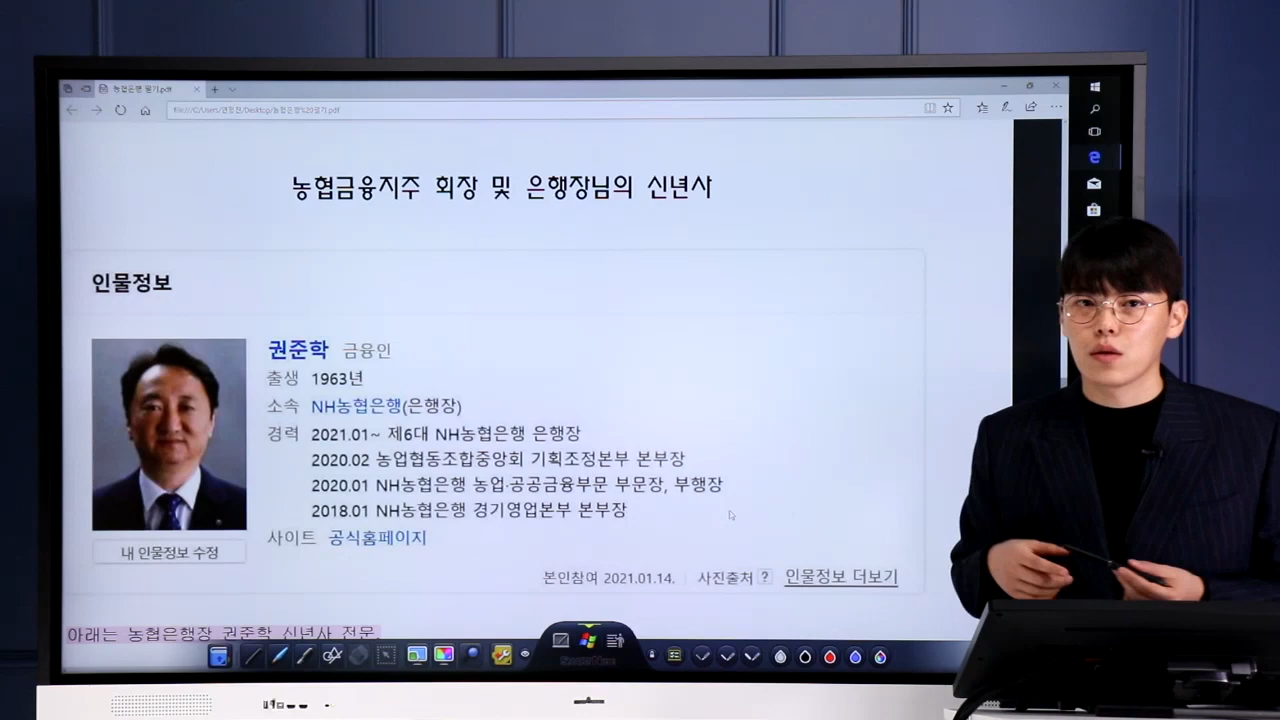 농협은행 필기.pdf
농협금융지주 회장 및 은행장님의 신년사
인물정보
권준학 금융인
출생 1963년
소속 NH농협은행(은행장)
경력 2021.01~ 제6대 NH농협은행 은행장
2020.02 농업협동조합중앙회 기획조정본부 본부장
2020.01 NH농협은행 농업·공공금융부문 부문장, 부행장
2018.01 NH농협은행 경기영업본부 본부장
사이트 공식홈페이지
내 인물정보 수정
본인참여 2021.01.14. 사진출처 ? 인물정보 더보기
아래는 농협은행장 권준학 신년사 전문.